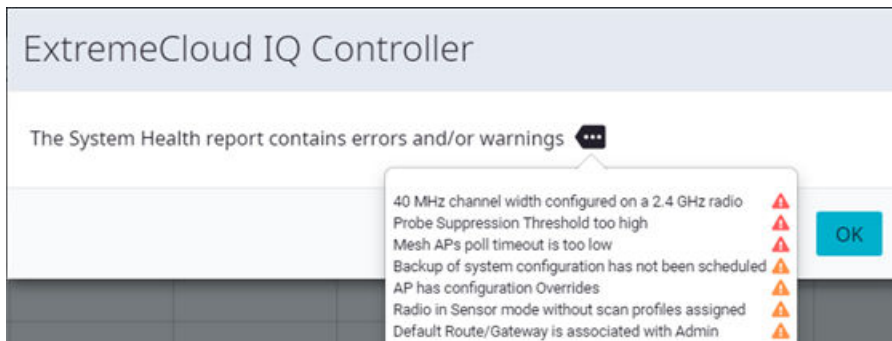 ExtremeCloud IQ Controller
The System Health report contains errors and/or warnings
40 MHz channel width configured on a 2.4 GHz radio
Probe Suppression Threshold too high
Mesh APs poll timeout is too low
OK
Backup of system configuration has not been scheduled
AP has configuration Overrides
Radio in Sensor mode without scan profiles assigned
Default Route/Gateway is associated with Admin